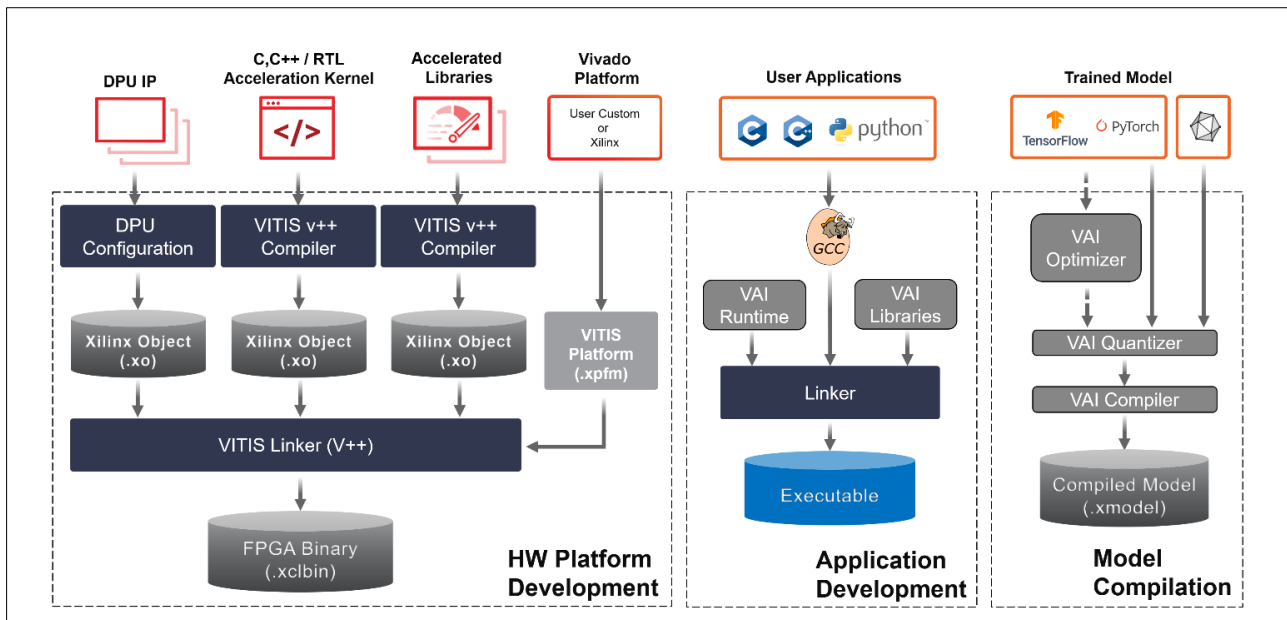 DPU IP
C,C++ / RTL
Acceleration Kernel
</>
Accelerated
Libraries
Vivado
Platform
User Custom
or
Xilinx
DPU
Configuration
VITIS v++
Compiler
VITIS v++
Compiler
Xilinx Object
(.xo)
Xilinx Object
(.xo)
Xilinx Object
(.xo)
VITIS
Platform
(.xpfm)
VITIS Linker (V++)
FPGA Binary
(.xclbin)
HW Platform
Development
User Applications
C
C++
python™
GCC
VAI
Runtime
VAI
Libraries
Linker
Executable
Application
Development
Trained Model
TensorFlow
PyTorch
VAI
Optimizer
VAI Quantizer
VAI Compiler
Compiled Model
(.xmodel)
Model
Compilation